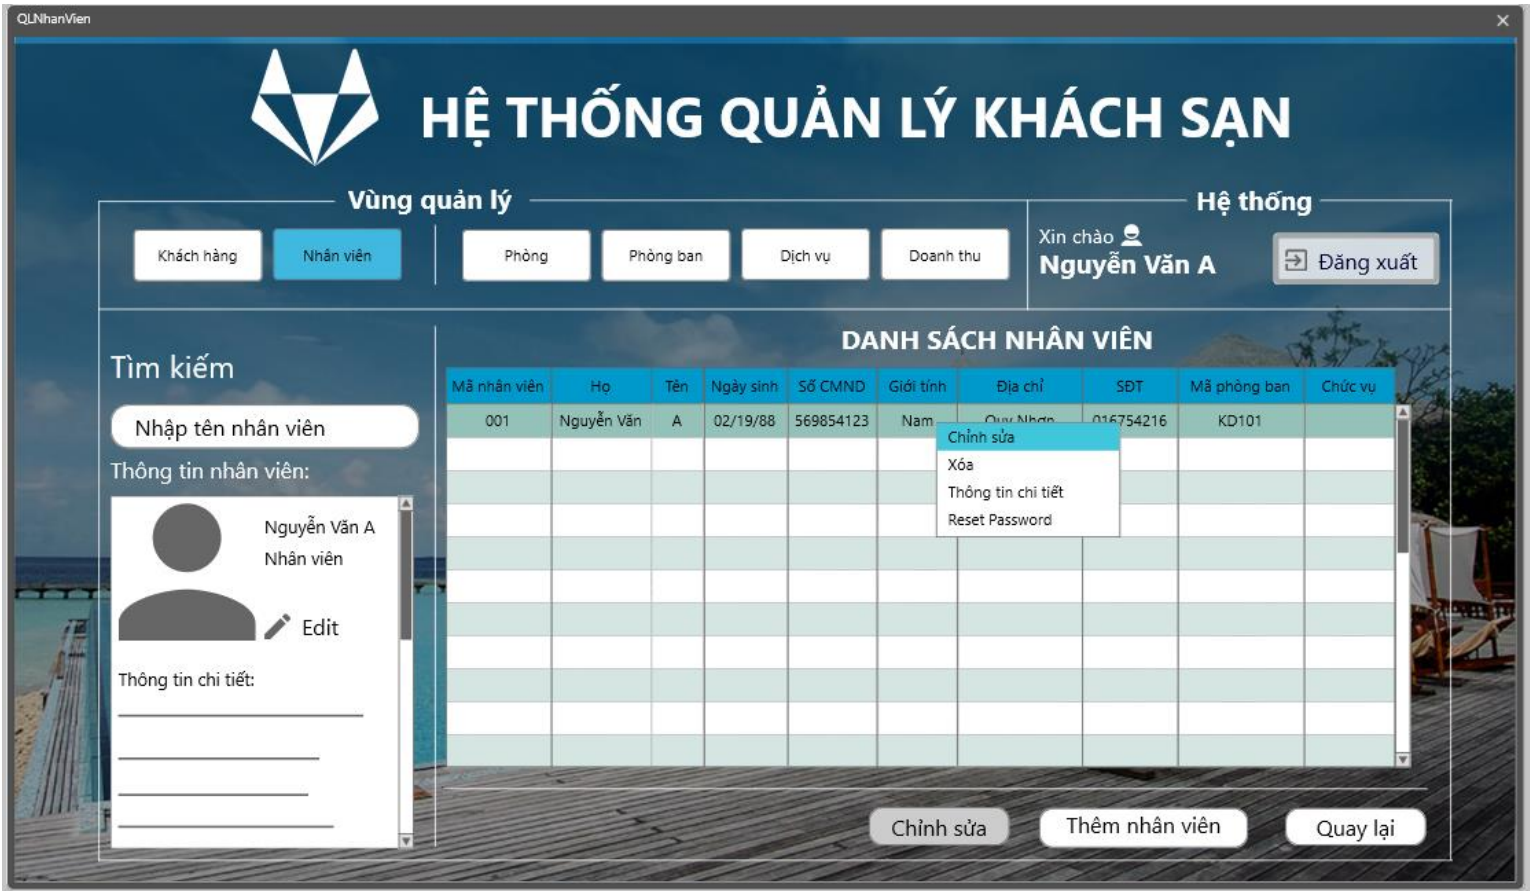 QLNhanVien
HỆ THỐNG QUẢN LÝ KHÁCH SẠN
Vùng quản lý
Hệ thống
Khách hàng
Nhân viên
Phòng
Phòng ban
Dịch vụ
Doanh thu
Xin chào
Nguyễn Văn A
Đăng xuất
Tìm kiếm
Nhập tên nhân viên
Thông tin nhân viên:
Nguyễn Văn A
Nhân viên
Edit
Thông tin chi tiết:
DANH SÁCH NHÂN VIÊN
Mã nhân viên Họ Tên Ngày sinh Số CMND Giới tính Địa chỉ SĐT Mã phòng ban Chức vụ
001 Nguyễn Văn A 02/19/88 569854123 Nam Quy Nhơn 016754216 KD101
Chỉnh sửa
Xóa
Thông tin chi tiết
Reset Password
Chỉnh sửa
Thêm nhân viên
Quay lại